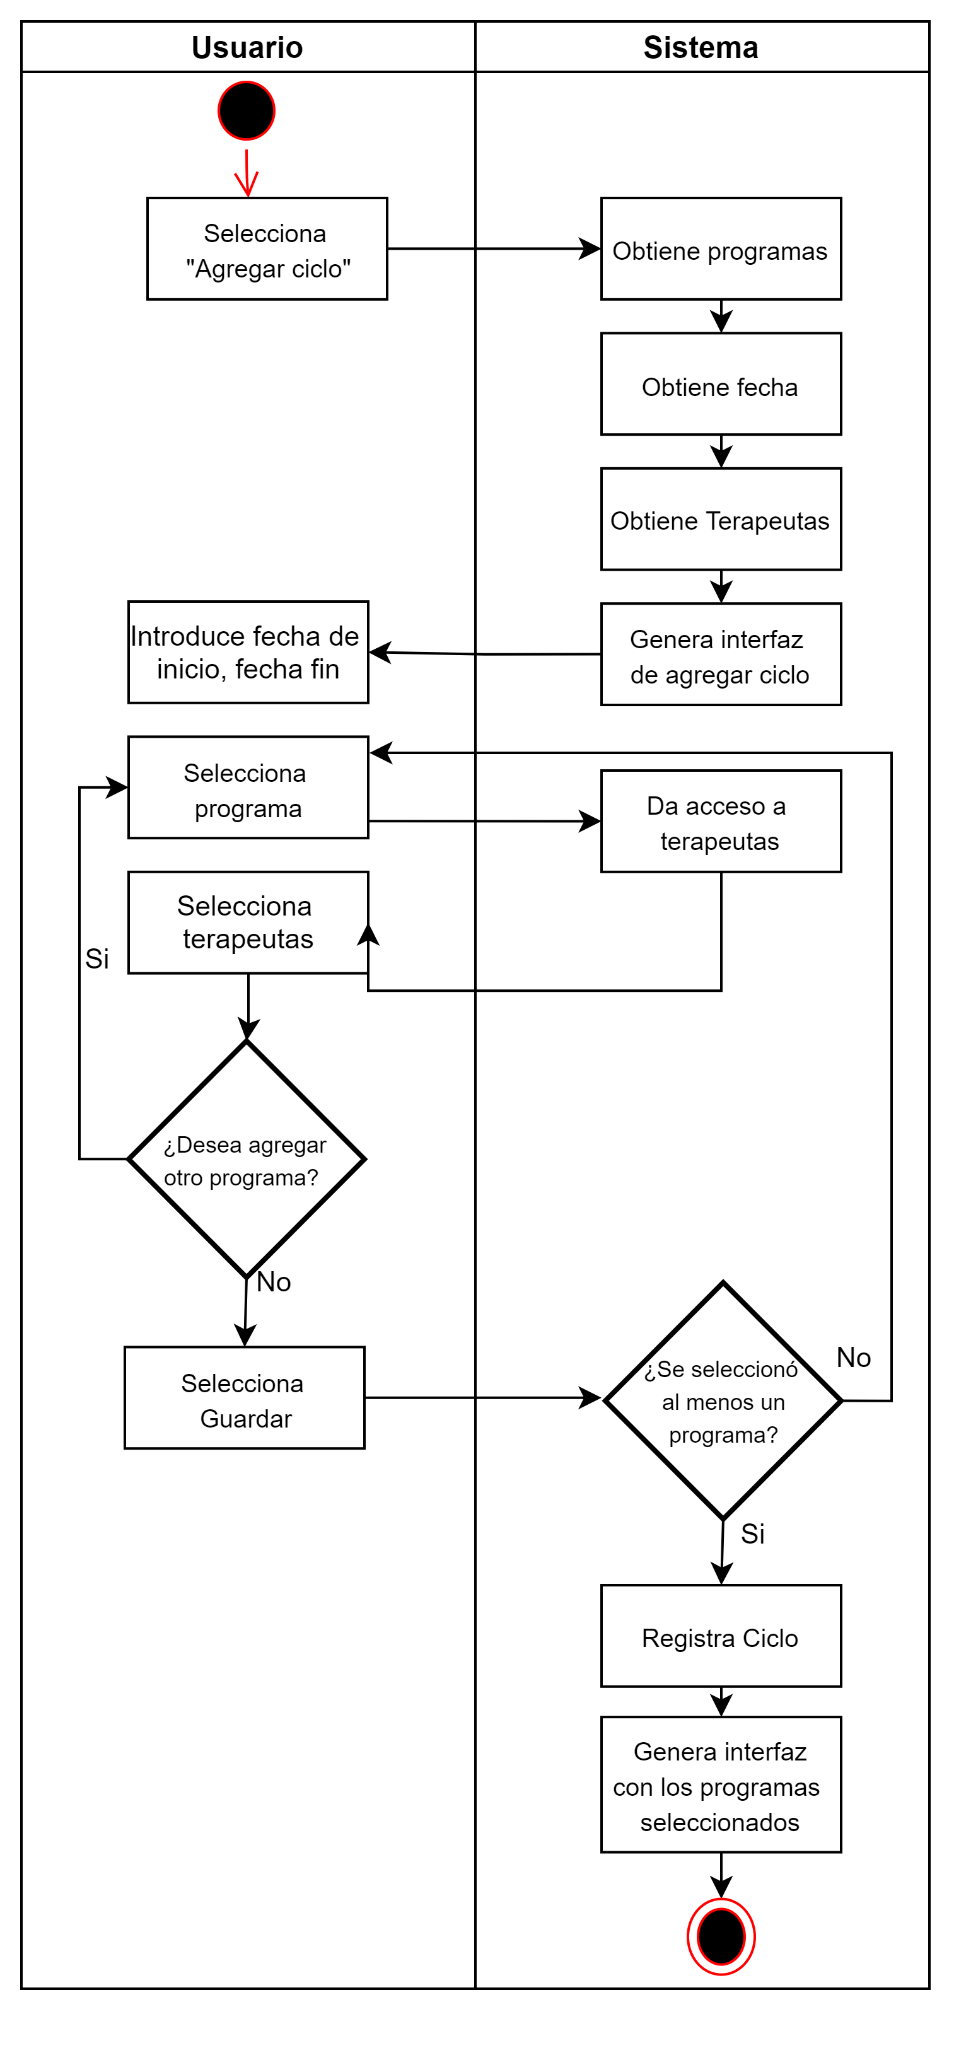 Usuario
Sistema
Selecciona
"Agregar ciclo"
Obtiene programas
Obtiene fecha
Obtiene Terapeutas
Genera interfaz
de agregar ciclo
Introduce fecha de
inicio, fecha fin
Selecciona
programa
Da acceso a
terapeutas
Selecciona
terapeutas
Si
¿Desea agregar
otro programa?
No
Selecciona
Guardar
¿Se seleccionó
al menos un
programa?
No
Si
Registra Ciclo
Genera interfaz
con los programas
seleccionados